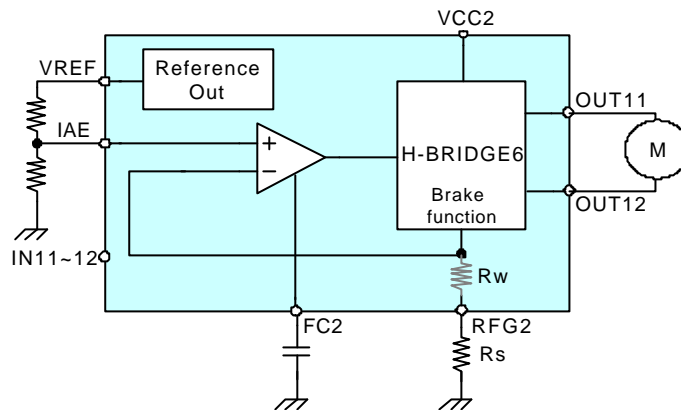 VCC2
VREF
Reference
Out
OUT11
IAE
+
−
H-BRIDGE6
M
Brake
function
OUT12
IN11~12
Rw
FC2
RFG2
Rs